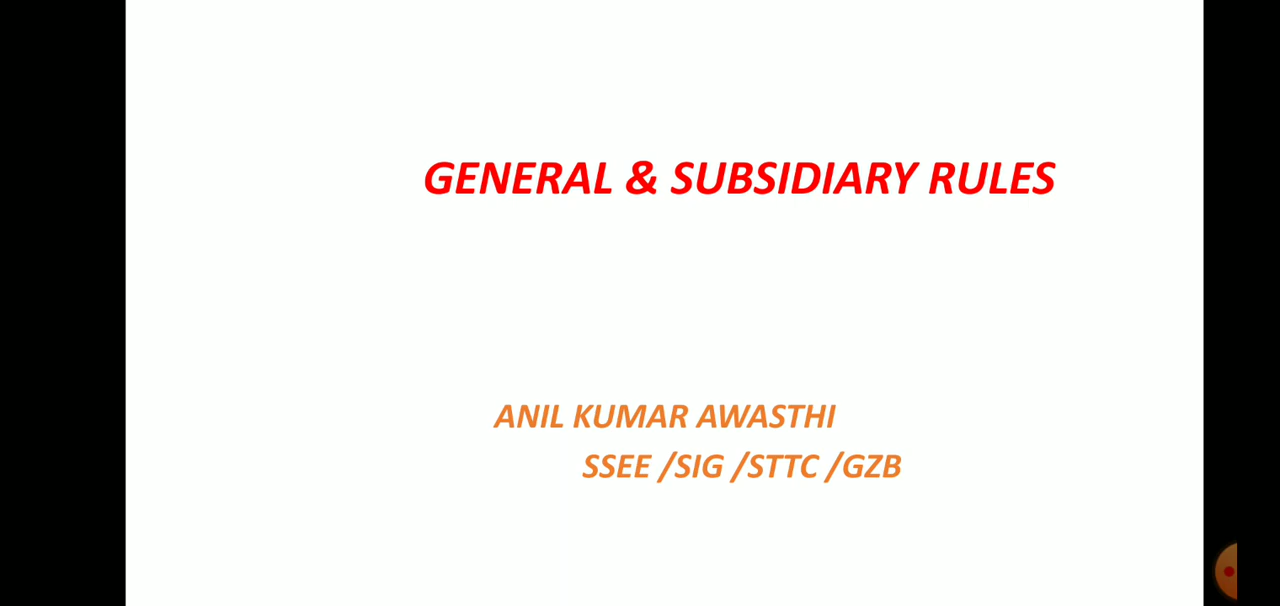 GENERAL & SUBSIDIARY RULES
ANIL KUMAR AWASTHI
SSEE /SIG /STTC /GZB